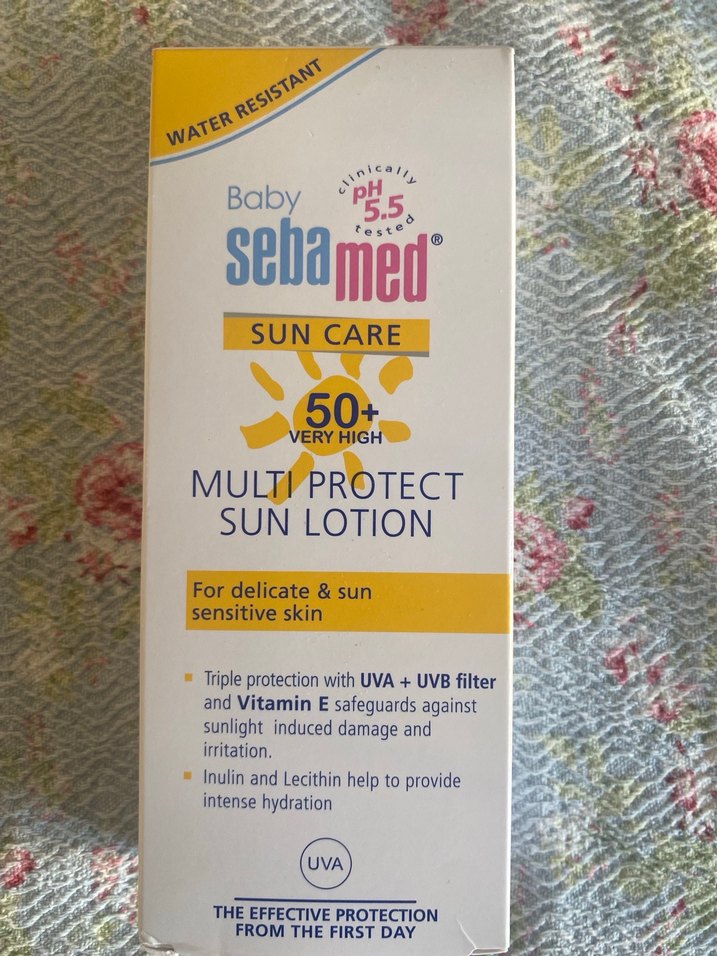 WATER RESISTANT
clinically
pH
5.5
tested
Baby
sebamed®
SUN CARE
50+
VERY HIGH
MULTI PROTECT
SUN LOTION
For delicate & sun
sensitive skin
Triple protection with UVA + UVB filter
and Vitamin E safeguards against
sunlight induced damage and
irritation.
Inulin and Lecithin help to provide
intense hydration
UVA
THE EFFECTIVE PROTECTION
FROM THE FIRST DAY